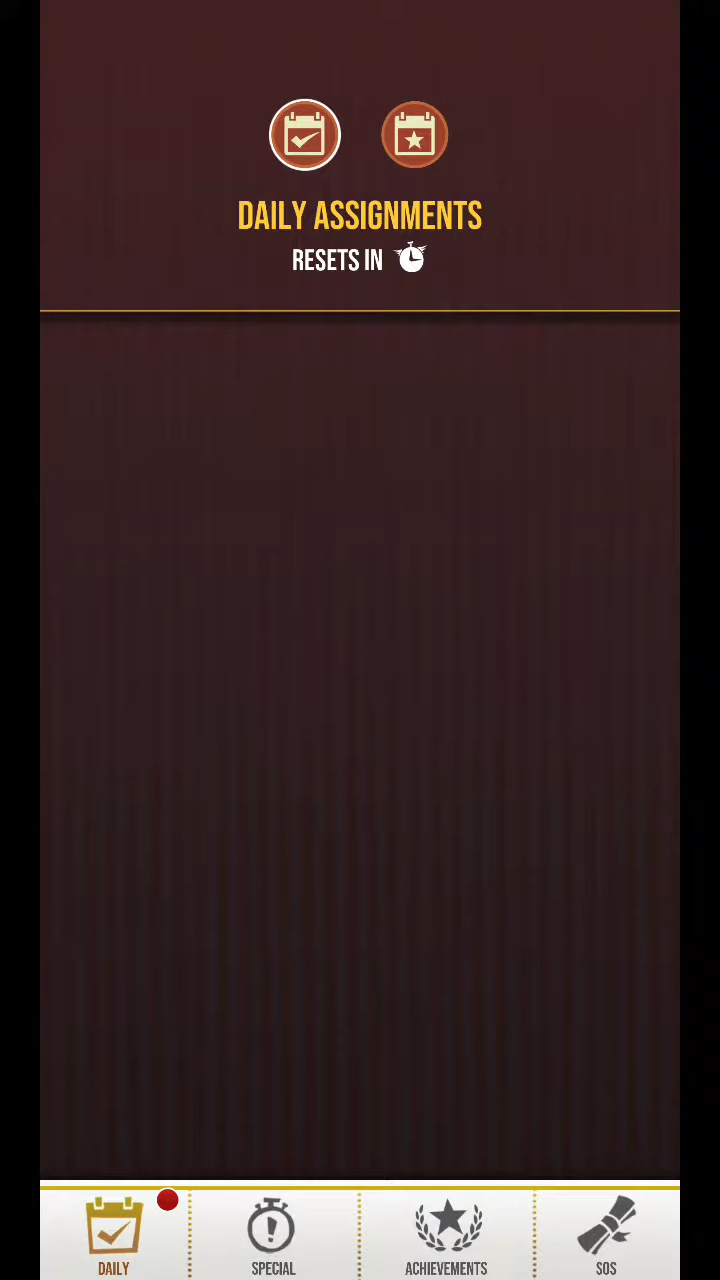 DAILY ASSIGNMENTS
RESETS IN
DAILY
SPECIAL
ACHIEVEMENTS
SOS